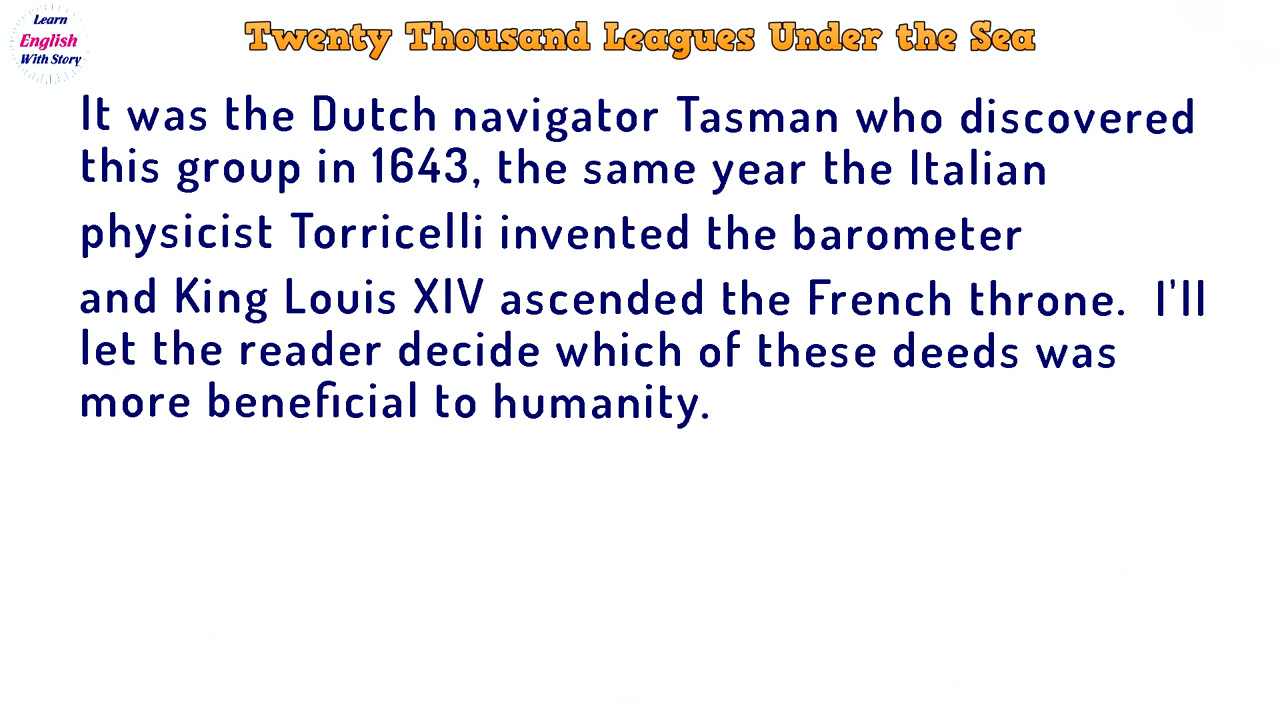 Learn
English
With Story
Twenty Thousand Leagues Under the Sea
It was the Dutch navigator Tasman who discovered
this group in 1643, the same year the Italian
physicist Torricelli invented the barometer
and King Louis XIV ascended the French throne. I'll
let the reader decide which of these deeds was
more beneficial to humanity.